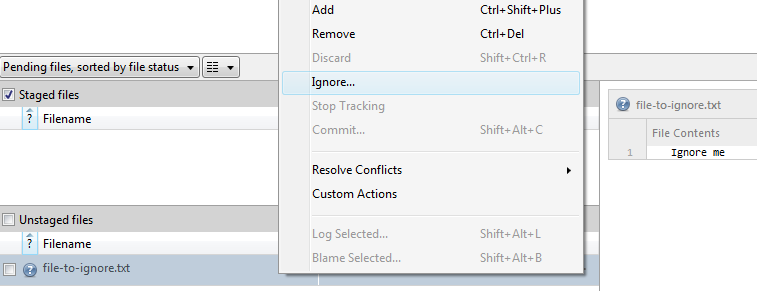 Add Ctrl+Shift+Plus
Remove Ctrl+Del
Discard Shift+Ctrl+R
Ignore...
Stop Tracking
Commit... Shift+Alt+C
Resolve Conflicts
Custom Actions
Log Selected... Shift+Alt+L
Blame Selected... Shift+Alt+B
Pending files, sorted by file status
Staged files
? Filename
Unstaged files
? Filename
? file-to-ignore.txt
? file-to-ignore.txt
File Contents
1 Ignore me